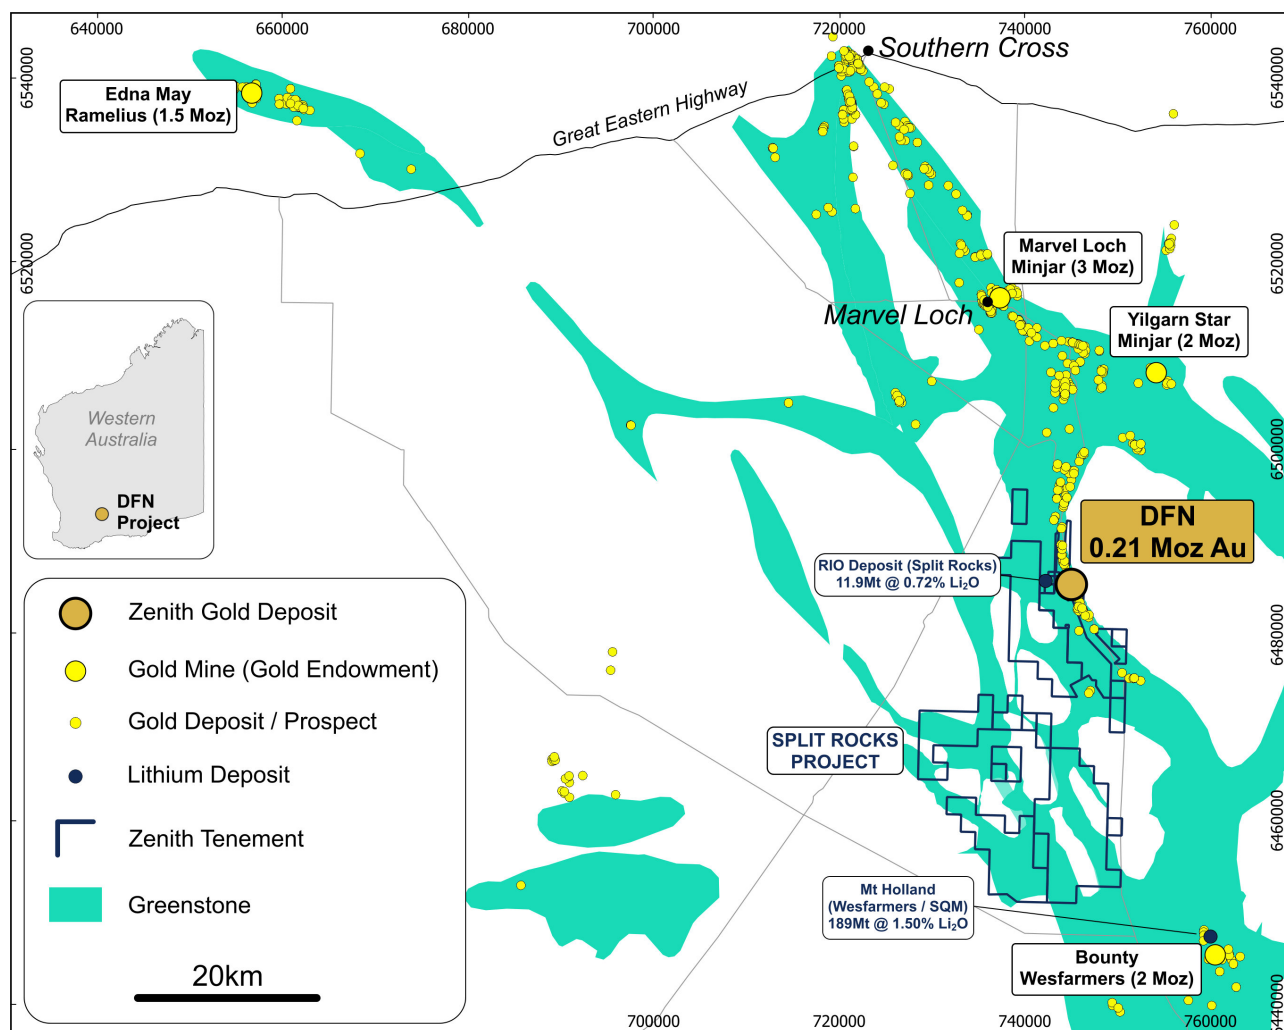 640000
660000
680000
700000
720000
740000
760000
6540000
6520000
6540000
6520000
6500000
6480000
6460000
6440000
Southern Cross
Great Eastern Highway
Edna May
Ramelius (1.5 Moz)
Marvel Loch
Minjar (3 Moz)
Marvel Loch
Yilgarn Star
Minjar (2 Moz)
Western
Australia
DFN
Project
DFN
0.21 Moz Au
RIO Deposit (Split Rocks)
11.9Mt @ 0.72% Li₂O
SPLIT ROCKS
PROJECT
Mt Holland
(Wesfarmers / SQM)
189Mt @ 1.50% Li₂O
Bounty
Wesfarmers (2 Moz)
Zenith Gold Deposit
Gold Mine (Gold Endowment)
Gold Deposit / Prospect
Lithium Deposit
Zenith Tenement
Greenstone
20km
700000
720000
740000
760000